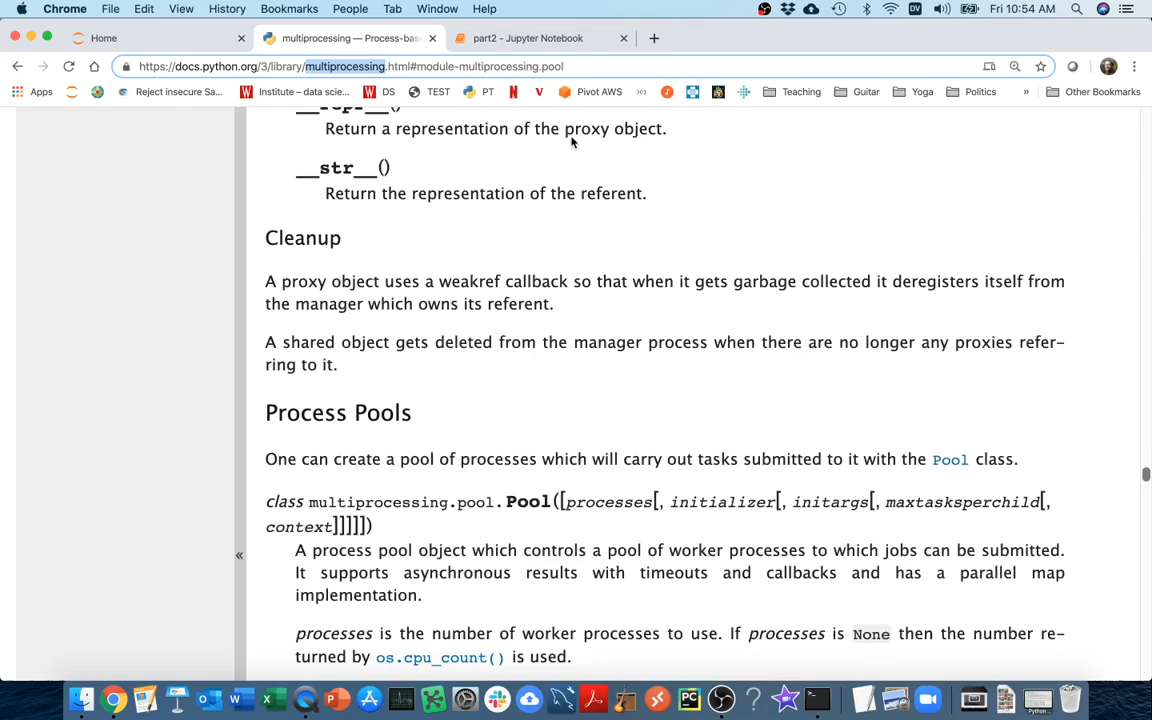 Chrome File Edit View History Bookmarks People Tab Window Help DV Fri 10:54 AM
Home multiprocessing — Process-bas part2 - Jupyter Notebook
https://docs.python.org/3/library/multiprocessing.html#module-multiprocessing.pool
Apps Reject insecure Sa... Institute – data scie... DS TEST PT Pivot AWS 301 Teaching Guitar Yoga Politics » Other Bookmarks
__repr__()
Return a representation of the proxy object.
__str__()
Return the representation of the referent.
Cleanup
A proxy object uses a weakref callback so that when it gets garbage collected it deregisters itself from
the manager which owns its referent.
A shared object gets deleted from the manager process when there are no longer any proxies refer-
ring to it.
Process Pools
One can create a pool of processes which will carry out tasks submitted to it with the Pool class.
class multiprocessing.pool.Pool([processes[, initializer[, initargs[, maxtasksperchild[,
context]]]]])
«
A process pool object which controls a pool of worker processes to which jobs can be submitted.
It supports asynchronous results with timeouts and callbacks and has a parallel map
implementation.
processes is the number of worker processes to use. If processes is None then the number re-
turned by os.cpu_count() is used.